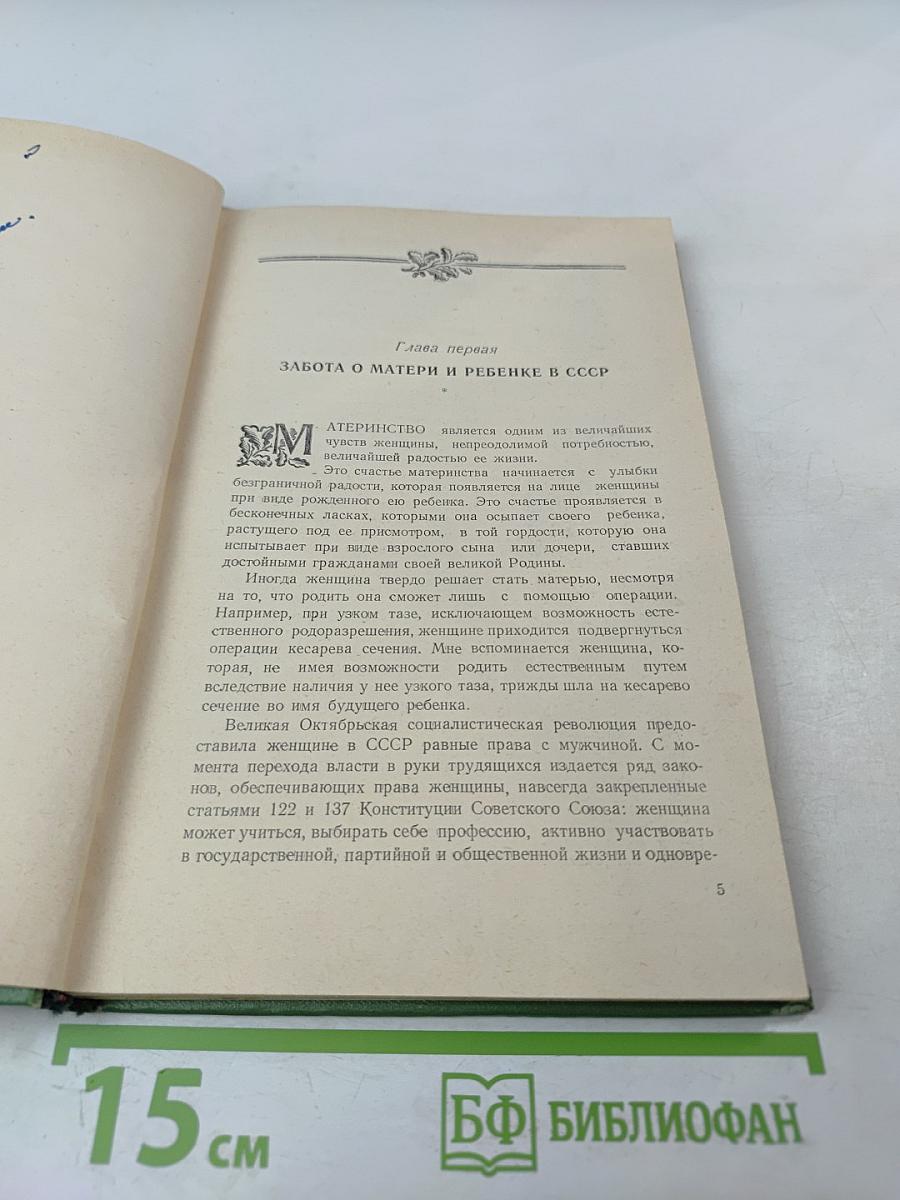 Глава первая
ЗАБОТА О МАТЕРИ И РЕБЕНКЕ В СССР
*
МАТЕРИНСТВО является одним из величайших
чувств женщины, непреодолимой потребностью,
величайшей радостью ее жизни.
Это счастье материнства начинается с улыбки
безграничной радости, которая появляется на лице женщины
при виде рожденного ею ребенка. Это счастье проявляется в
бесконечных ласках, которыми она осыпает своего ребенка,
растущего под ее присмотром, в той гордости, которую она
испытывает при виде взрослого сына или дочери, ставших
достойными гражданами своей великой Родины.
Иногда женщина твердо решает стать матерью, несмотря
на то, что родить она сможет лишь с помощью операции.
Например, при узком тазе, исключающем возможность есте-
ственного родоразрешения, женщине приходится подвергнуться
операции кесарева сечения. Мне вспоминается женщина, ко-
торая, не имея возможности родить естественным путем
вследствие наличия у нее узкого таза, трижды шла на кесарево
сечение во имя будущего ребенка.
Великая Октябрьская социалистическая революция предо-
ставила женщине в СССР равные права с мужчиной. С мо-
мента перехода власти в руки трудящихся издается ряд зако-
нов, обеспечивающих права женщины, навсегда закрепленные
статьями 122 и 137 Конституции Советского Союза: женщина
может учиться, выбирать себе профессию, активно участвовать
в государственной, партийной и общественной жизни и одновре-
5
15 см
БФ БИБЛИОФАН